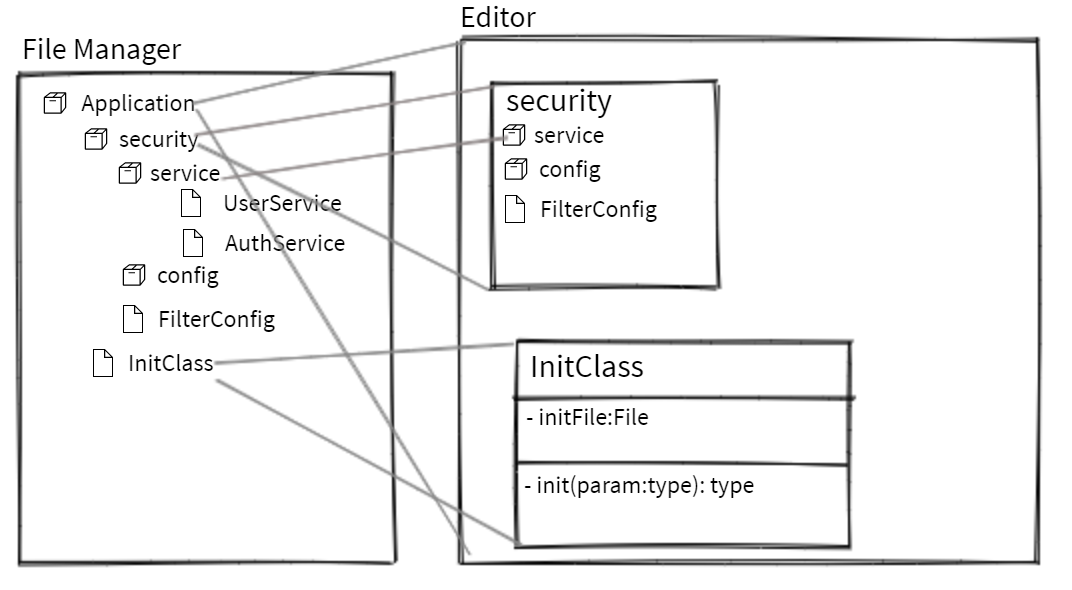 File Manager
Application
security
service
UserService
AuthService
config
FilterConfig
InitClass
Editor
security
service
config
FilterConfig
InitClass
- initFile:File
- init(param:type): type